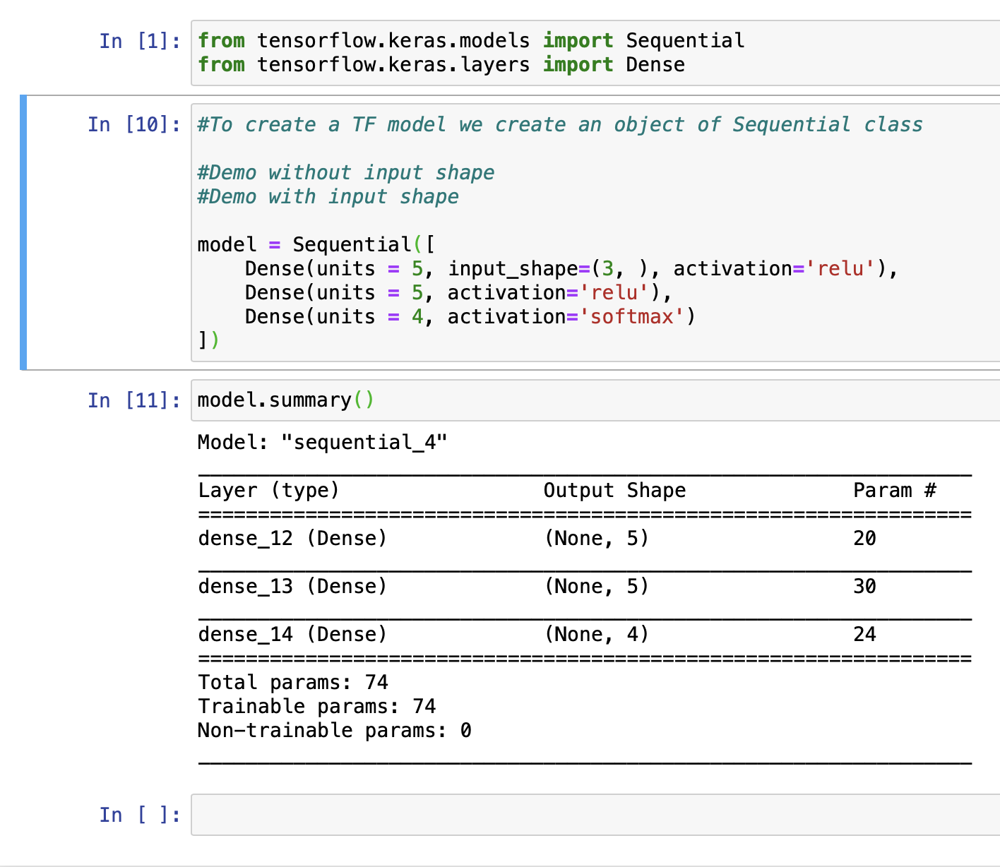 In [1]: from tensorflow.keras.models import Sequential
from tensorflow.keras.layers import Dense
In [10]: #To create a TF model we create an object of Sequential class
#Demo without input shape
#Demo with input shape
model = Sequential([
    Dense(units = 5, input_shape=(3, ), activation='relu'),
    Dense(units = 5, activation='relu'),
    Dense(units = 4, activation='softmax')
])
In [11]: model.summary()
Model: "sequential_4"
_________________________________________________________________
Layer (type)                 Output Shape              Param #
=================================================================
dense_12 (Dense)             (None, 5)                 20
_________________________________________________________________
dense_13 (Dense)             (None, 5)                 30
_________________________________________________________________
dense_14 (Dense)             (None, 4)                 24
=================================================================
Total params: 74
Trainable params: 74
Non-trainable params: 0
_________________________________________________________________
In [ ]: